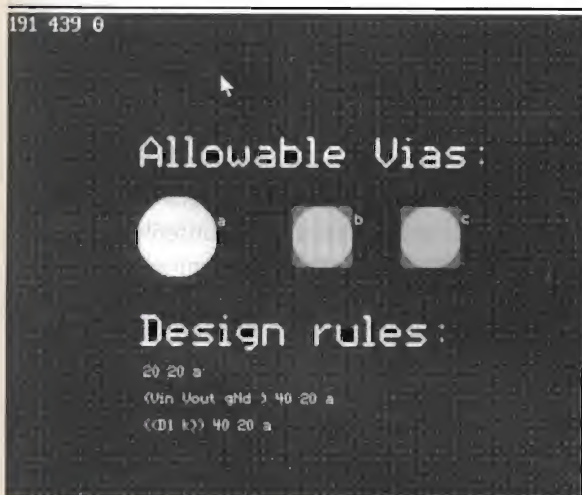 191 439 0
Allowable Vias:
a
b
c
Design rules:
20 20 a
(Vin Vout gNd ) 40 20 a
((D1 k)) 40 20 a